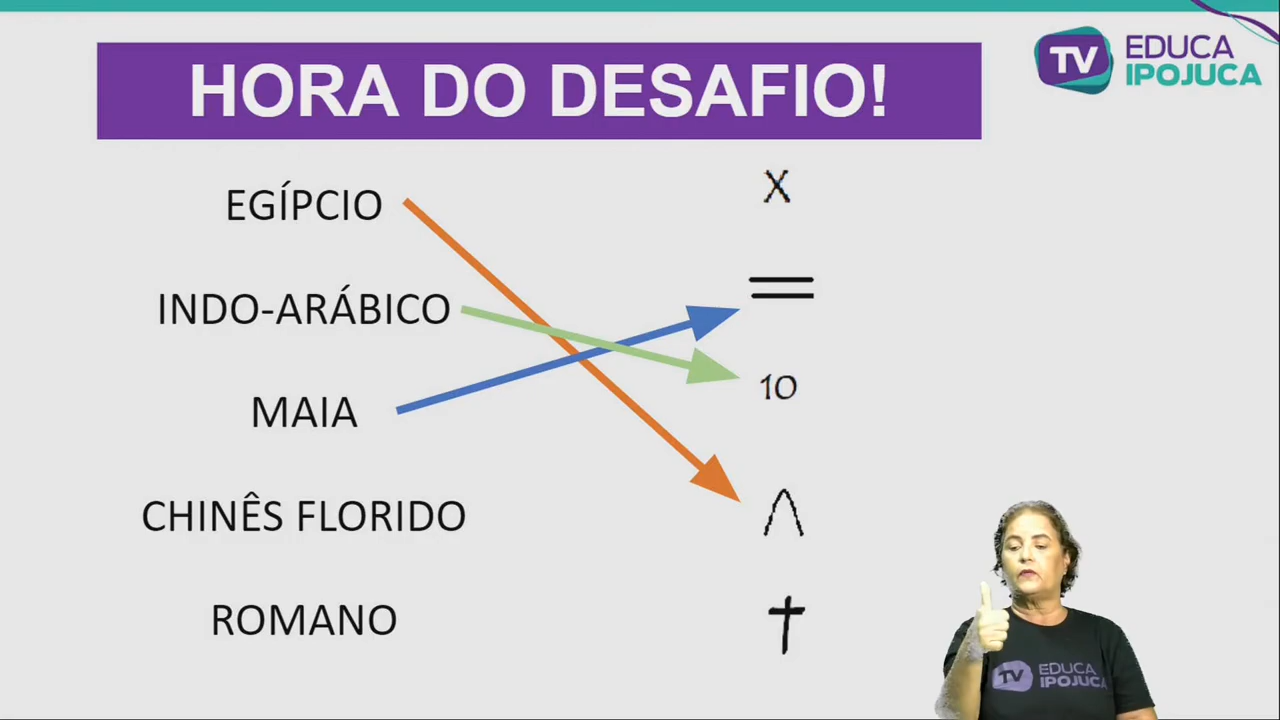 HORA DO DESAFIO!
TV EDUCA
IPOJUCA
EGÍPCIO
X
INDO-ARÁBICO
10
MAIA
CHINÊS FLORIDO
ROMANO
TV EDUCA
IPOJUCA